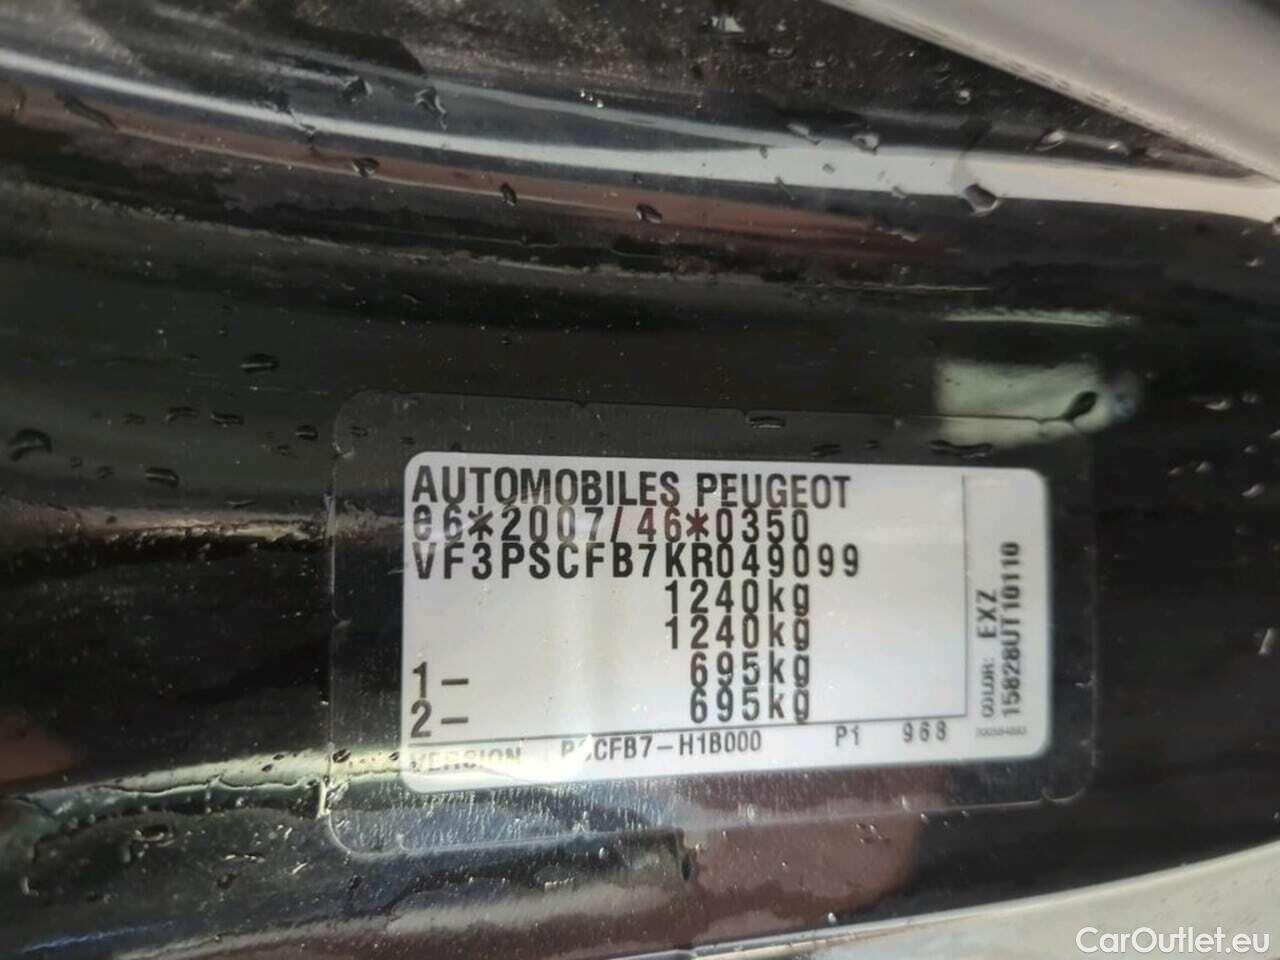 AUTOMOBILES PEUGEOT
e6*2007/46*0350
VF3PSCFB7KR049099
1240kg
1240kg
1- 695kg
2- 695kg
VERSION PSCFB7-H1B000 P1 968
COLOR: EXZ
15828UT10110
CarOutlet.eu